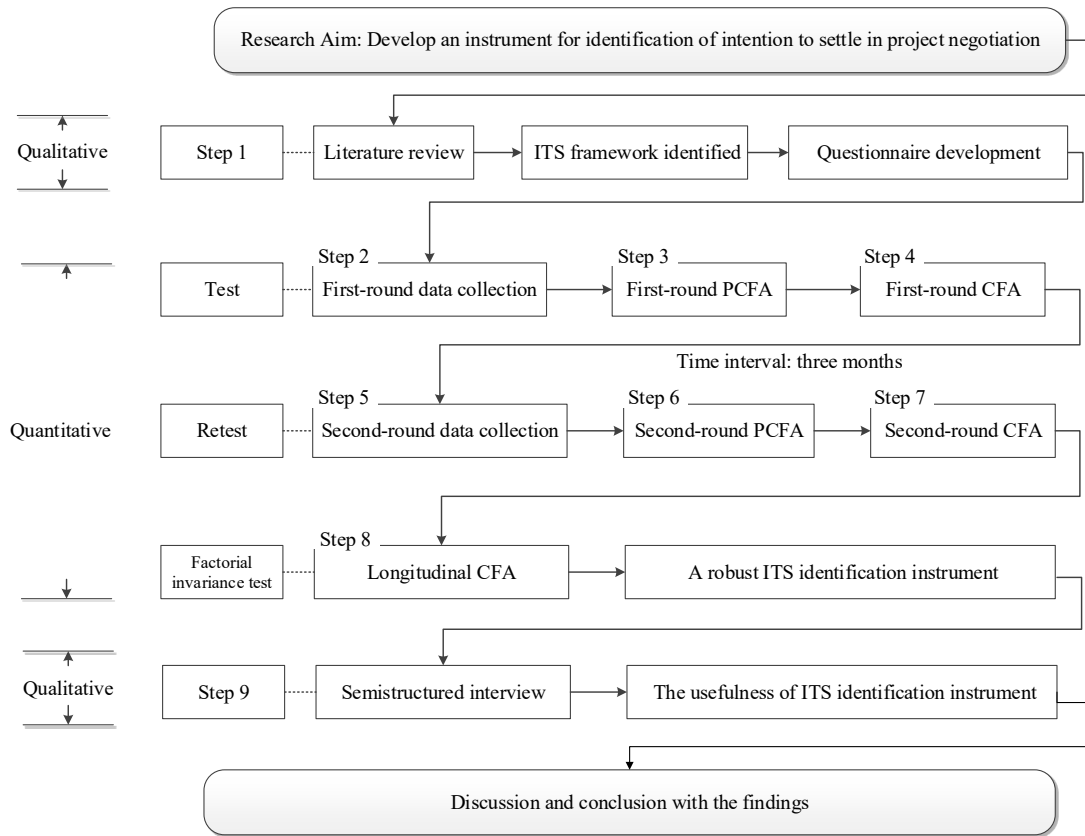 Research Aim: Develop an instrument for identification of intention to settle in project negotiation
Qualitative
Step 1
Literature review
ITS framework identified
Questionnaire development
Step 2
Step 3
Step 4
Test
First-round data collection
First-round PCFA
First-round CFA
Time interval: three months
Quantitative
Step 5
Step 6
Step 7
Retest
Second-round data collection
Second-round PCFA
Second-round CFA
Step 8
Factorial
invariance test
Longitudinal CFA
A robust ITS identification instrument
Qualitative
Step 9
Semistructured interview
The usefulness of ITS identification instrument
Discussion and conclusion with the findings